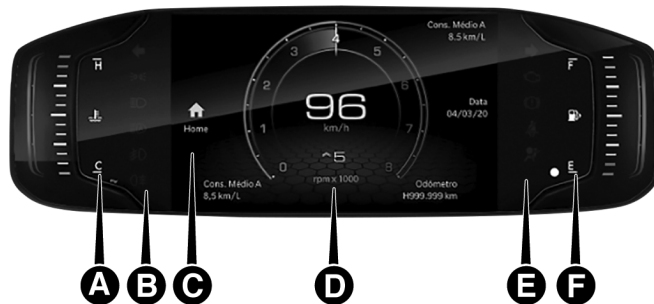 Cons. Médio A
8.5 km/L
H
F
3
4
5
2
6
96
km/h
Data
04/03/20
Home
1
7
C
E
^5
0
8
rpm x 1000
Cons. Médio A
8,5 km/L
Odômetro
H999.999 km
A
B
C
D
E
F